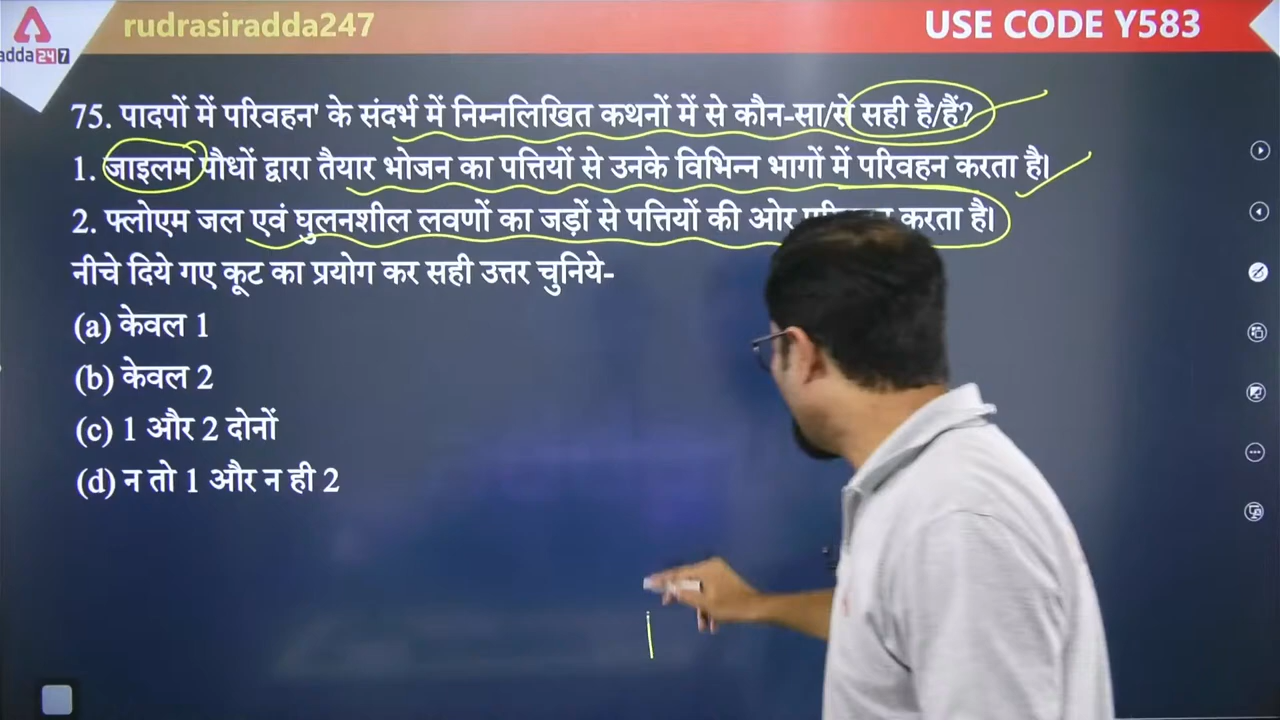 rudrasiradda247
USE CODE Y583
adda247
75. पादपों में परिवहन' के संदर्भ में निम्नलिखित कथनों में से कौन-सा/से सही है/हैं?
1. जाइलम पौधों द्वारा तैयार भोजन का पत्तियों से उनके विभिन्न भागों में परिवहन करता है।
2. फ्लोएम जल एवं घुलनशील लवणों का जड़ों से पत्तियों की ओर करता है।
नीचे दिये गए कूट का प्रयोग कर सही उत्तर चुनिये-
(a) केवल 1
(b) केवल 2
(c) 1 और 2 दोनों
(d) न तो 1 और न ही 2